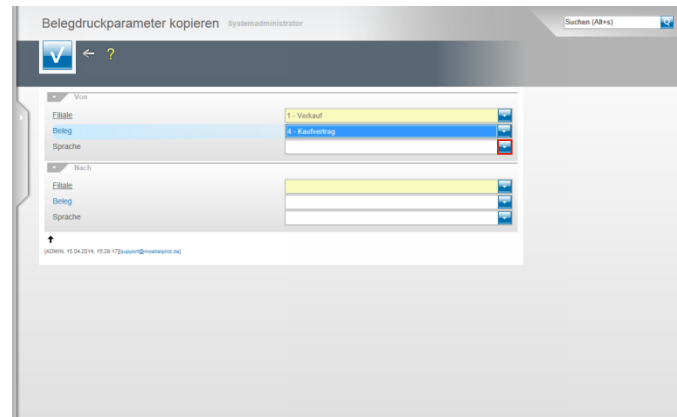 Belegdruckparameter kopieren Systemadministrator
Suchen (Alt+s)
?
Von
Filiale 1 - Verkauf
Beleg 4 - Kaufvertrag
Sprache
Nach
Filiale
Beleg
Sprache
[ADMIN, 15.04.2014, 15:28:17][support@moebelpilot.de]